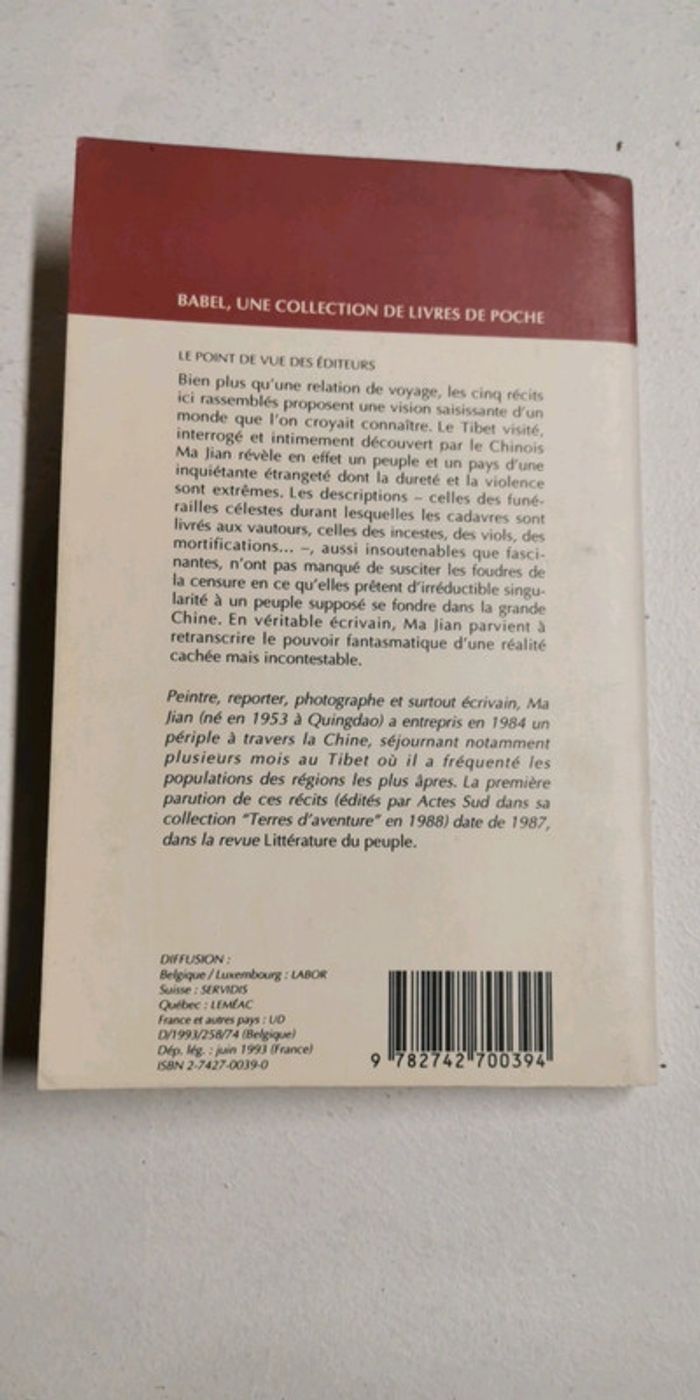 BABEL, UNE COLLECTION DE LIVRES DE POCHE
LE POINT DE VUE DES ÉDITEURS
Bien plus qu'une relation de voyage, les cinq récits
ici rassemblés proposent une vision saisissante d'un
monde que l'on croyait connaître. Le Tibet visité,
interrogé et intimement découvert par le Chinois
Ma Jian révèle en effet un peuple et un pays d'une
inquiétante étrangeté dont la dureté et la violence
sont extrêmes. Les descriptions – celles des funé-
railles célestes durant lesquelles les cadavres sont
livrés aux vautours, celles des incestes, des viols, des
mortifications... –, aussi insoutenables que fasci-
nantes, n'ont pas manqué de susciter les foudres de
la censure en ce qu'elles prêtent d'irréductible singu-
larité à un peuple supposé se fondre dans la grande
Chine. En véritable écrivain, Ma Jian parvient à
retranscrire le pouvoir fantasmatique d'une réalité
cachée mais incontestable.
Peintre, reporter, photographe et surtout écrivain, Ma
Jian (né en 1953 à Quingdao) a entrepris en 1984 un
périple à travers la Chine, séjournant notamment
plusieurs mois au Tibet où il a fréquenté les
populations des régions les plus âpres. La première
parution de ces récits (édités par Actes Sud dans sa
collection "Terres d'aventure" en 1988) date de 1987,
dans la revue Littérature du peuple.
DIFFUSION :
Belgique / Luxembourg : LABOR
Suisse : SERVIDIS
Québec : LEMÉAC
France et autres pays : UD
D/1993/258/74 (Belgique)
Dép. lég. : juin 1993 (France)
ISBN 2-7427-0039-0
9 782742 700394